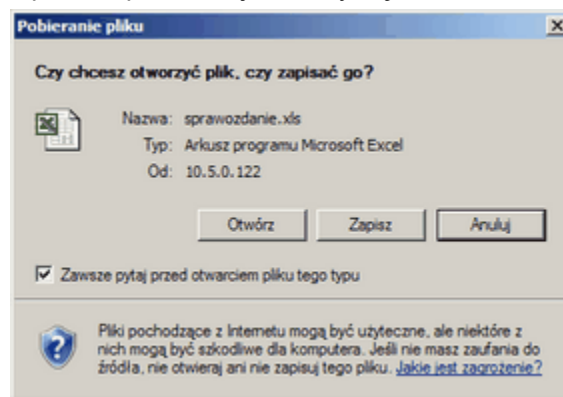 Pobieranie pliku
Czy chcesz otworzyć plik, czy zapisać go?
Nazwa: sprawozdanie.xls
Typ: Arkusz programu Microsoft Excel
Od: 10.5.0.122
Otwórz Zapisz Anuluj
Zawsze pytaj przed otwarciem pliku tego typu
Pliki pochodzące z Internetu mogą być użyteczne, ale niektóre z
nich mogą być szkodliwe dla komputera. Jeśli nie masz zaufania do
źródła, nie otwieraj ani nie zapisuj tego pliku. Jakie jest zagrożenie?